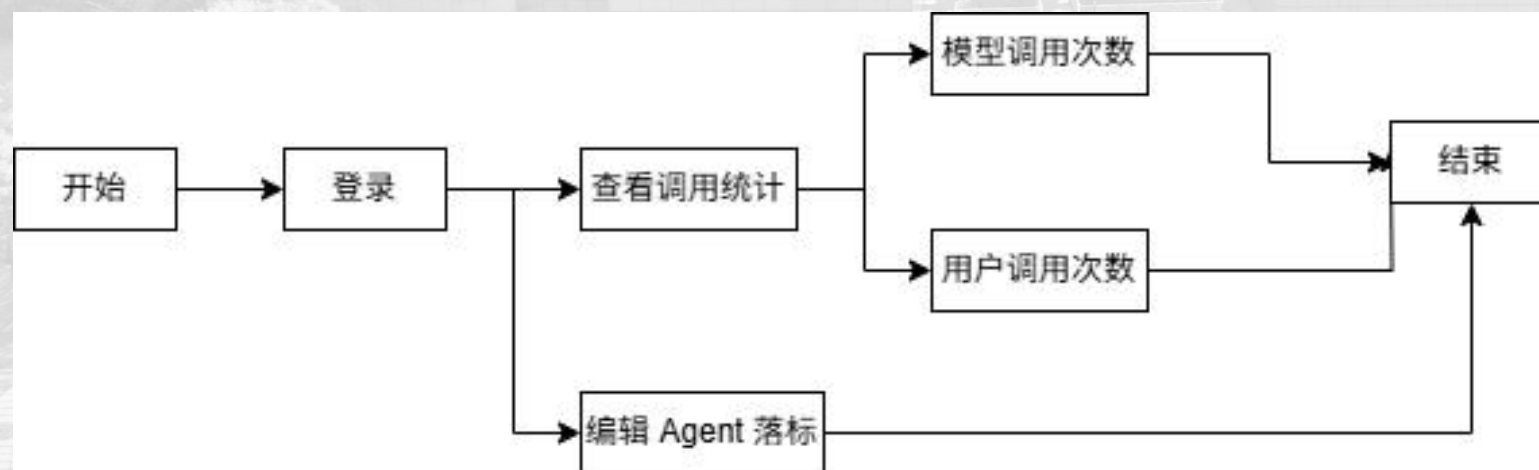 模型调用次数
开始
登录
查看调用统计
结束
用户调用次数
编辑 Agent 落标